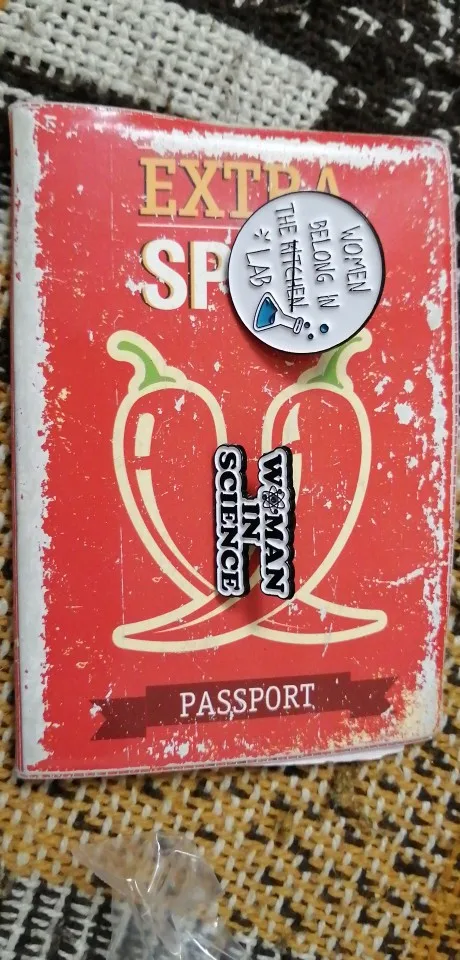 EXTRA
SP
WOMEN
BELONG IN
THE KITCHEN
LAB
WOMAN
IN
SCIENCE
PASSPORT